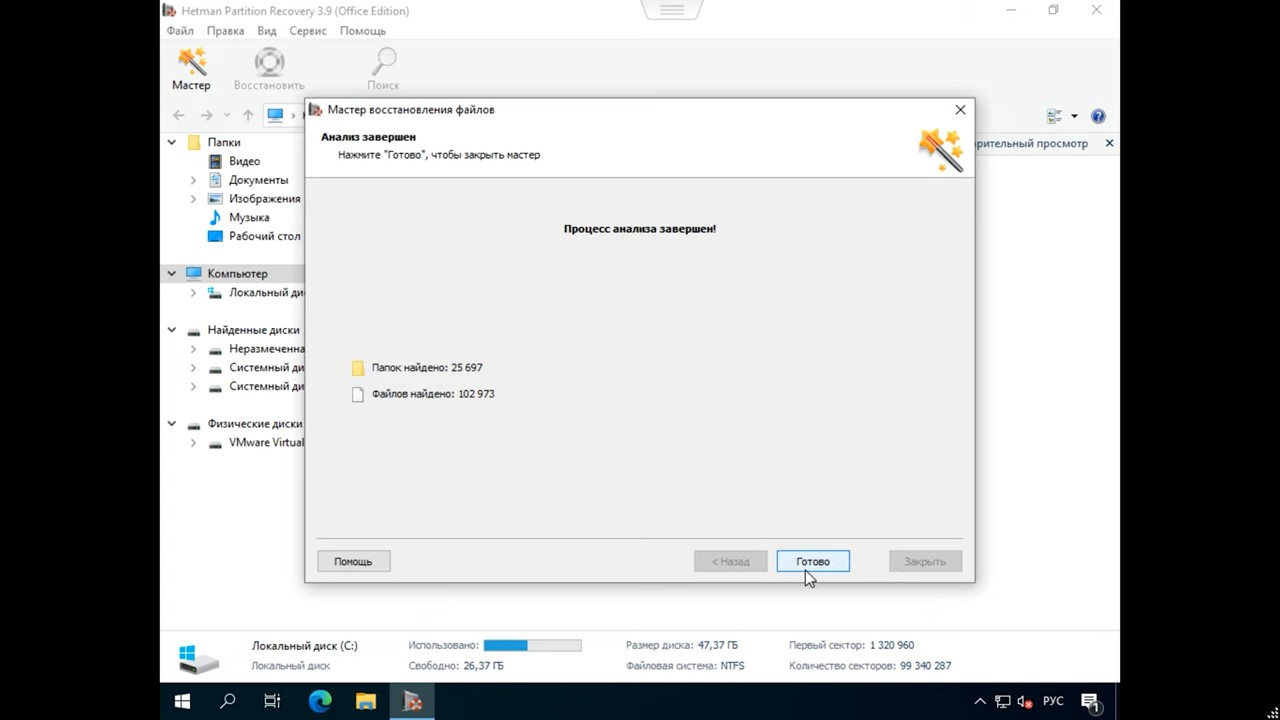 Hetman Partition Recovery 3.9 (Office Edition)
Файл Правка Вид Сервис Помощь
Мастер Восстановить Поиск
Мастер восстановления файлов
Анализ завершен
Нажмите "Готово", чтобы закрыть мастер
Процесс анализа завершен!
Папок найдено: 25 697
Файлов найдено: 102 973
Помощь < Назад Готово Закрыть
Папки
Видео
Документы
Изображения
Музыка
Рабочий стол
Компьютер
Локальный ди
Найденные диски
Неразмеченна
Системный ди
Системный ди
Физические диски
VMware Virtual
рительный просмотр
Локальный диск (C:) Использовано: Размер диска: 47,37 ГБ Первый сектор: 1 320 960
Локальный диск Свободно: 26,37 ГБ Файловая система: NTFS Количество секторов: 99 340 287
РУС
1